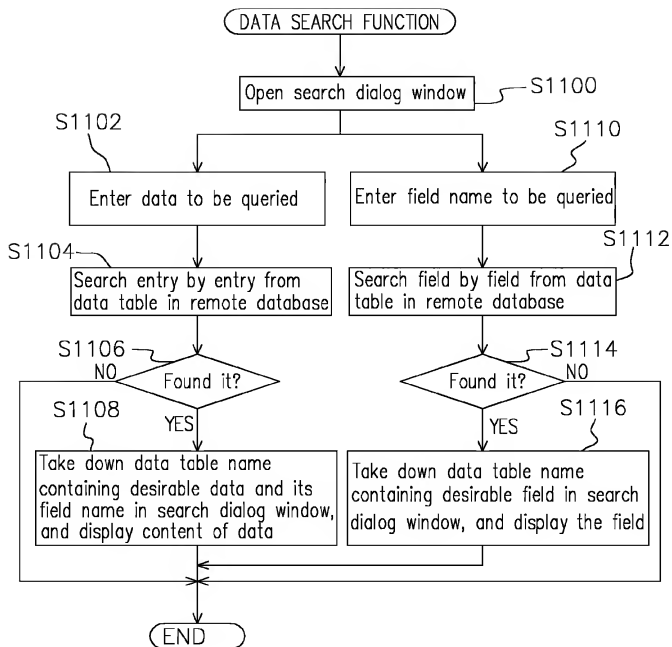 DATA SEARCH FUNCTION
Open search dialog window
S1100
S1102
S1110
Enter data to be queried
Enter field name to be queried
S1104
S1112
Search entry by entry from
data table in remote database
Search field by field from data
table in remote database
S1106
S1114
NO
Found it?
Found it?
NO
S1108
YES
YES
S1116
Take down data table name
containing desirable data and its
field name in search dialog window,
and display content of data
Take down data table name
containing desirable field in search
dialog window, and display the field
END